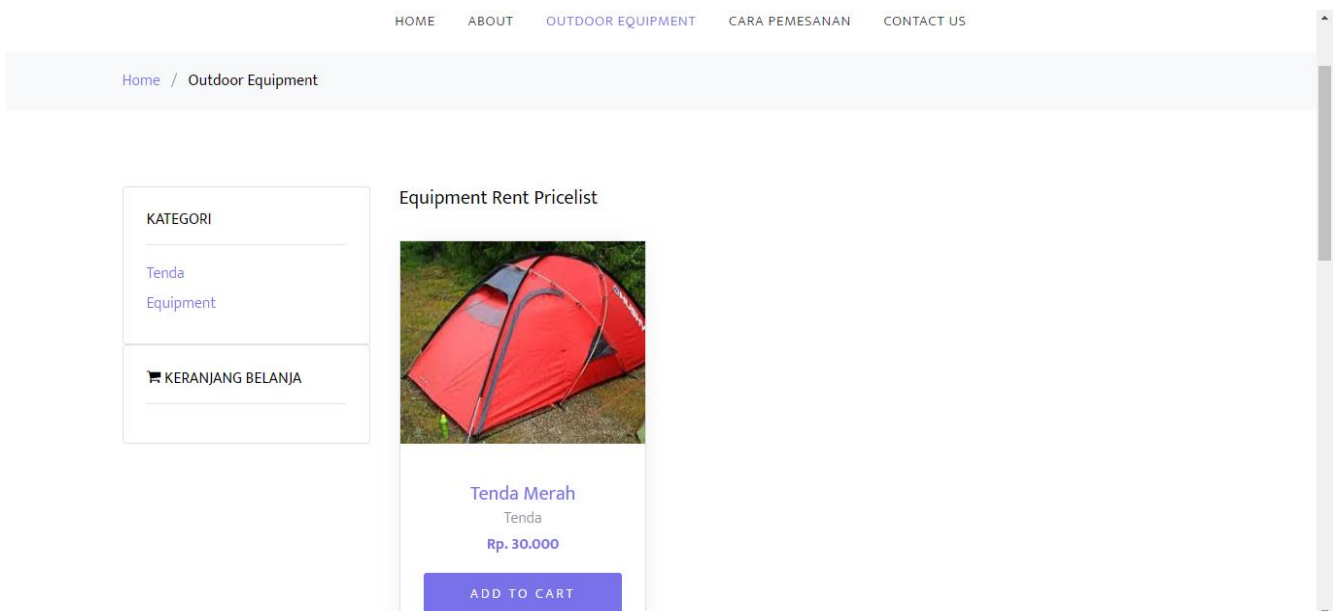 HOME ABOUT OUTDOOR EQUIPMENT CARA PEMESANAN CONTACT US
Home / Outdoor Equipment
KATEGORI
Tenda
Equipment
KERANJANG BELANJA
Equipment Rent Pricelist
Tenda Merah
Tenda
Rp. 30.000
ADD TO CART